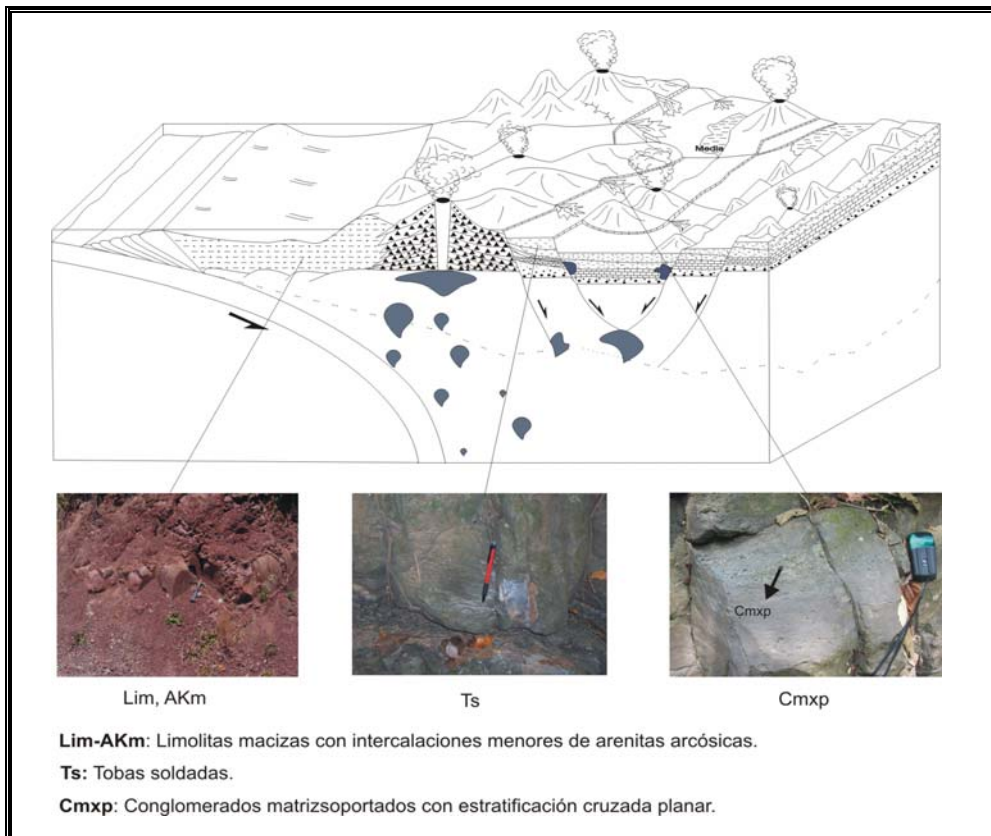 Media
Cmxp
Lim, AKm
Ts
Cmxp
Lim-AKm: Limolitas macizas con intercalaciones menores de arenitas arcósicas.
Ts: Tobas soldadas.
Cmxp: Conglomerados matrizsoportados con estratificación cruzada planar.